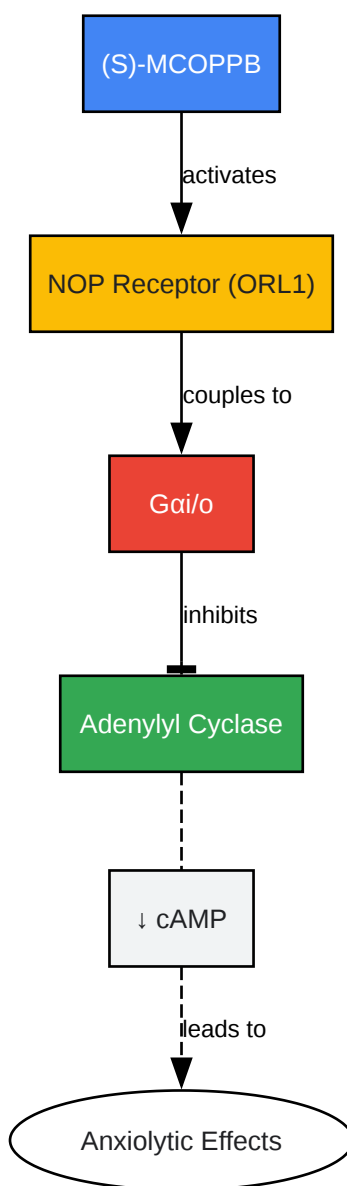 (S)-MCOPPB
activates
NOP Receptor (ORL1)
couples to
Gαi/o
inhibits
Adenylyl Cyclase
↓ cAMP
leads to
Anxiolytic Effects